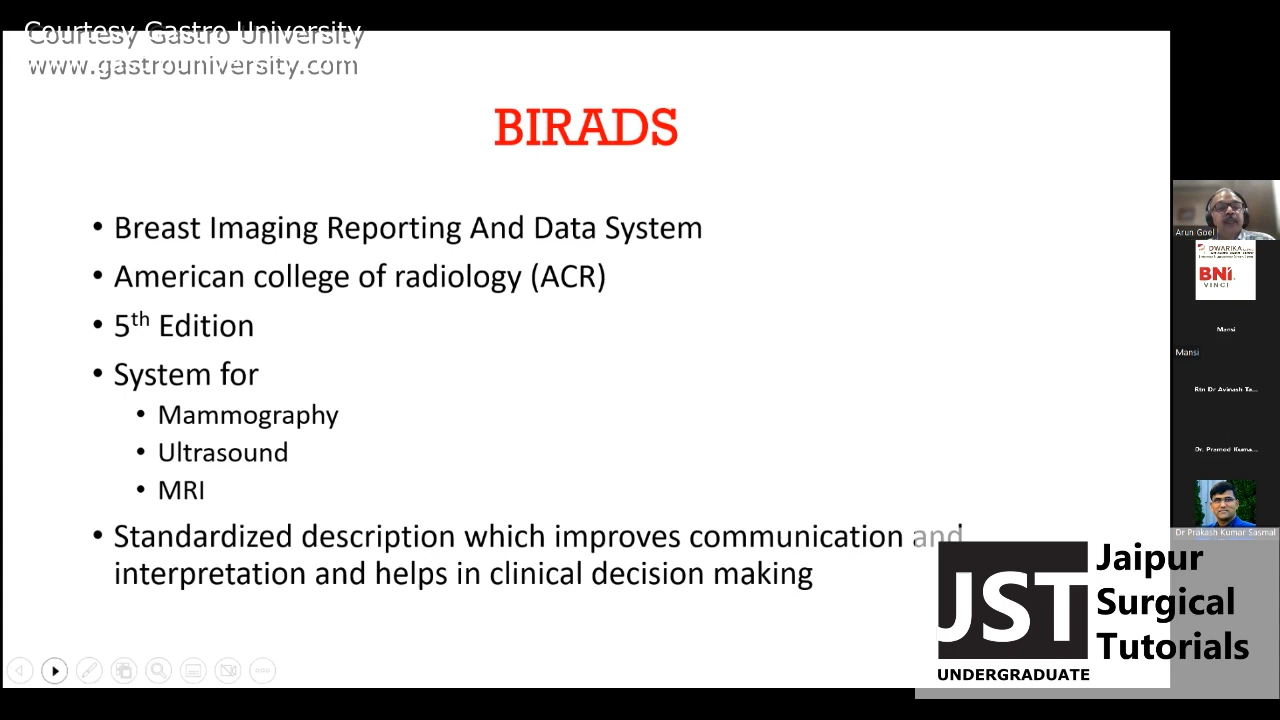 Courtesy Gastro University
www.gastrouniversity.com
BIRADS
• Breast Imaging Reporting And Data System
• American college of radiology (ACR)
• 5th Edition
• System for
• Mammography
• Ultrasound
• MRI
• Standardized description which improves communication and
interpretation and helps in clinical decision making
Arun Goel
DWARIKA
BNI
VINCI
Mansi
Mansi
Rtn Dr Avinash Ta...
Dr. Pramod Kuma...
Dr Prakash Kumar Sasmal
JST
UNDERGRADUATE
Jaipur
Surgical
Tutorials